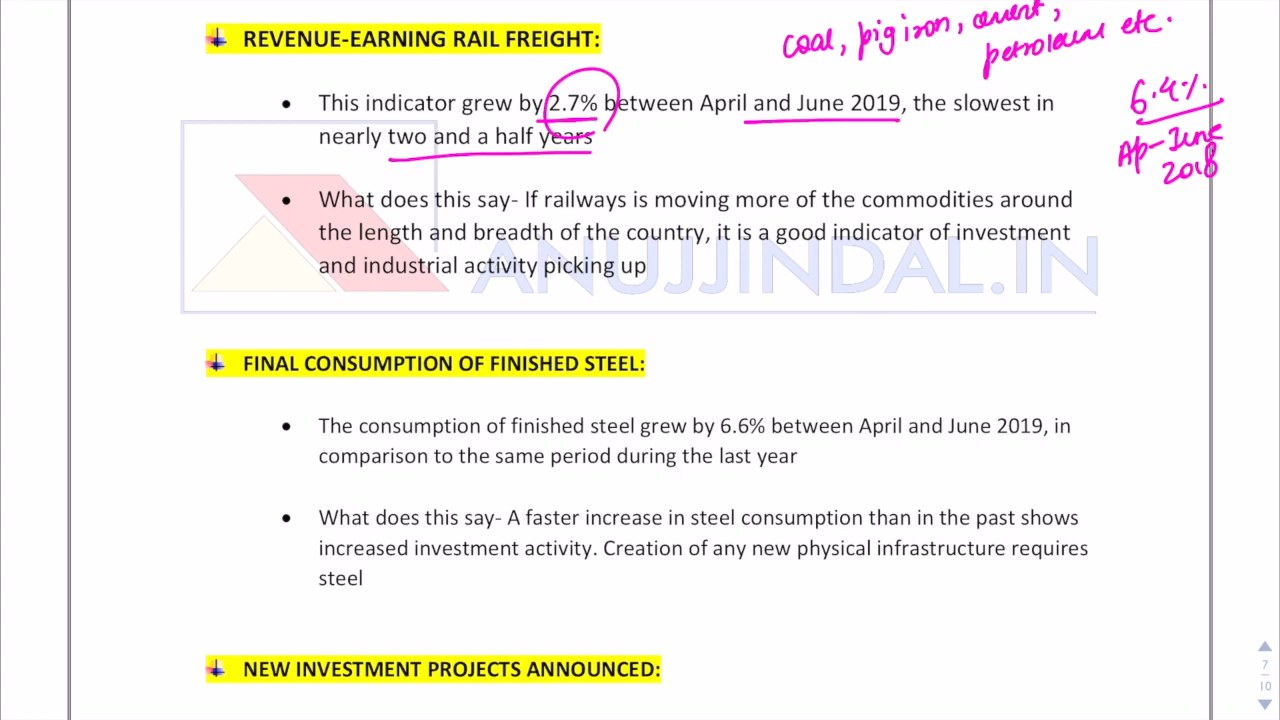 REVENUE-EARNING RAIL FREIGHT:
coal, pig iron, cement,
petroleum etc.
This indicator grew by 2.7% between April and June 2019, the slowest in
nearly two and a half years
6.4%
Ap-June
2018
What does this say- If railways is moving more of the commodities around
the length and breadth of the country, it is a good indicator of investment
and industrial activity picking up
ANUJJINDAL.IN
FINAL CONSUMPTION OF FINISHED STEEL:
The consumption of finished steel grew by 6.6% between April and June 2019, in
comparison to the same period during the last year
What does this say- A faster increase in steel consumption than in the past shows
increased investment activity. Creation of any new physical infrastructure requires
steel
NEW INVESTMENT PROJECTS ANNOUNCED:
7
10